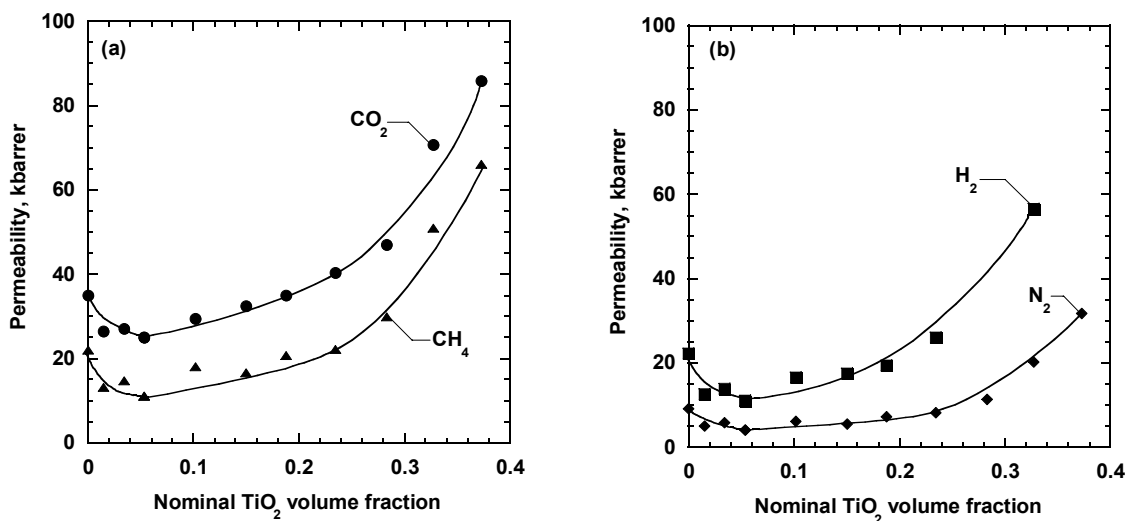 (a)
100
80
60
40
20
0
Permeability, kbarrer
CO₂
CH₄
0 0.1 0.2 0.3 0.4
Nominal TiO₂ volume fraction
(b)
100
80
60
40
20
0
Permeability, kbarrer
H₂
N₂
0 0.1 0.2 0.3 0.4
Nominal TiO₂ volume fraction